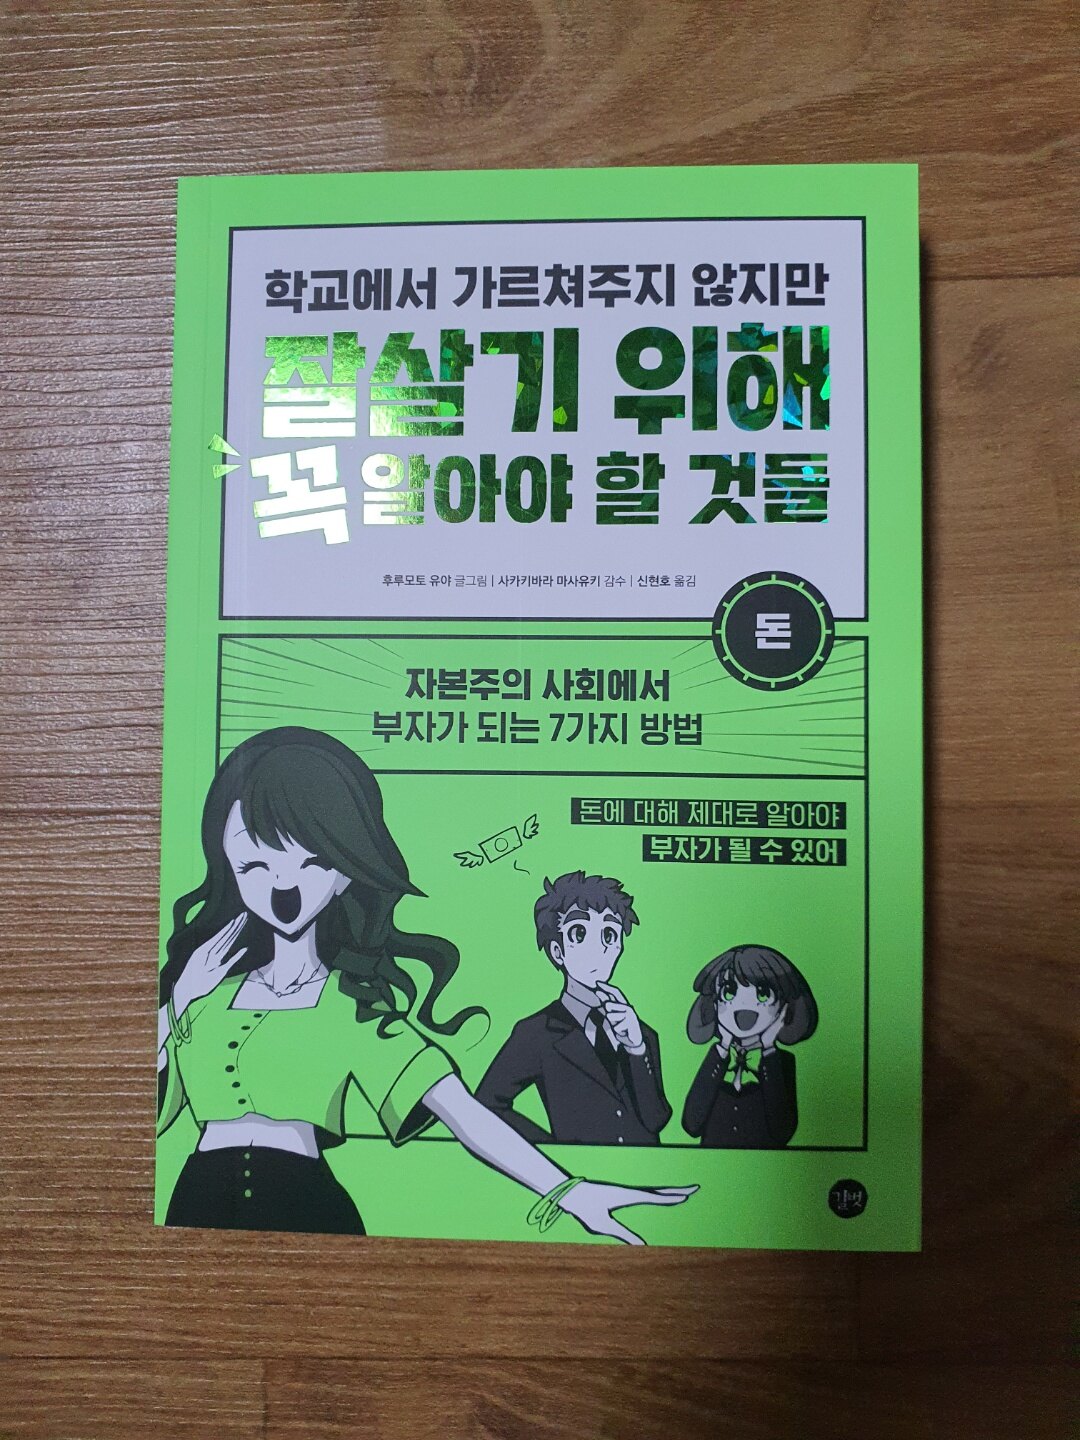 학교에서 가르쳐주지 않지만
잘살기 위해
꼭 알아야 할 것들
후루모토 유야 글그림 | 사카키바라 마사유키 감수 | 신현호 옮김
돈
자본주의 사회에서
부자가 되는 7가지 방법
돈에 대해 제대로 알아야
부자가 될 수 있어
길벗